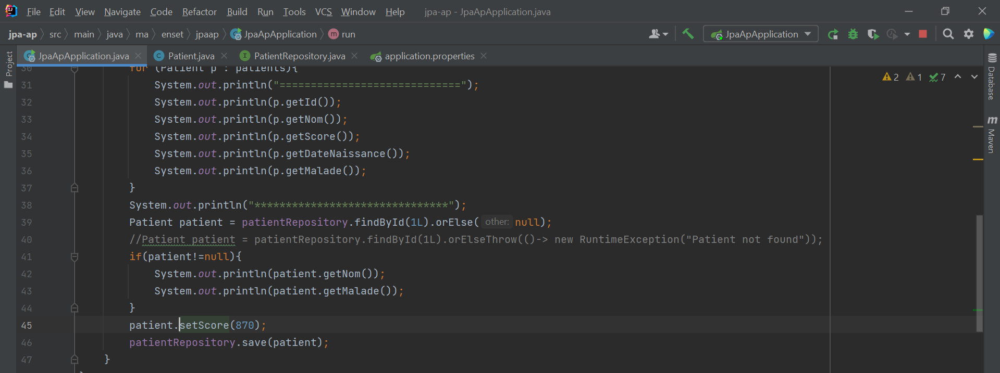 File Edit View Navigate Code Refactor Build Run Tools VCS Window Help jpa-ap - JpaApApplication.java
jpa-ap src main java ma enset jpaap JpaApApplication m run JpaApApplication
JpaApApplication.java C Patient.java I PatientRepository.java application.properties
Project
30 for (Patient p : patients){
31 System.out.println("=============================");
32 System.out.println(p.getId());
33 System.out.println(p.getNom());
34 System.out.println(p.getScore());
35 System.out.println(p.getDateNaissance());
36 System.out.println(p.getMalade());
37 }
38 System.out.println("*******************************");
39 Patient patient = patientRepository.findById(1L).orElse( other: null);
40 //Patient patient = patientRepository.findById(1L).orElseThrow(()-> new RuntimeException("Patient not found"));
41 if(patient!=null){
42 System.out.println(patient.getNom());
43 System.out.println(patient.getMalade());
44 }
45 patient.setScore(870);
46 patientRepository.save(patient);
47 }
2 1 7
Database
m Maven